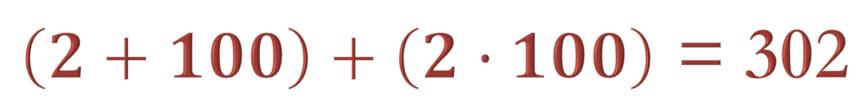 (2 + 100) + (2 · 100) = 302